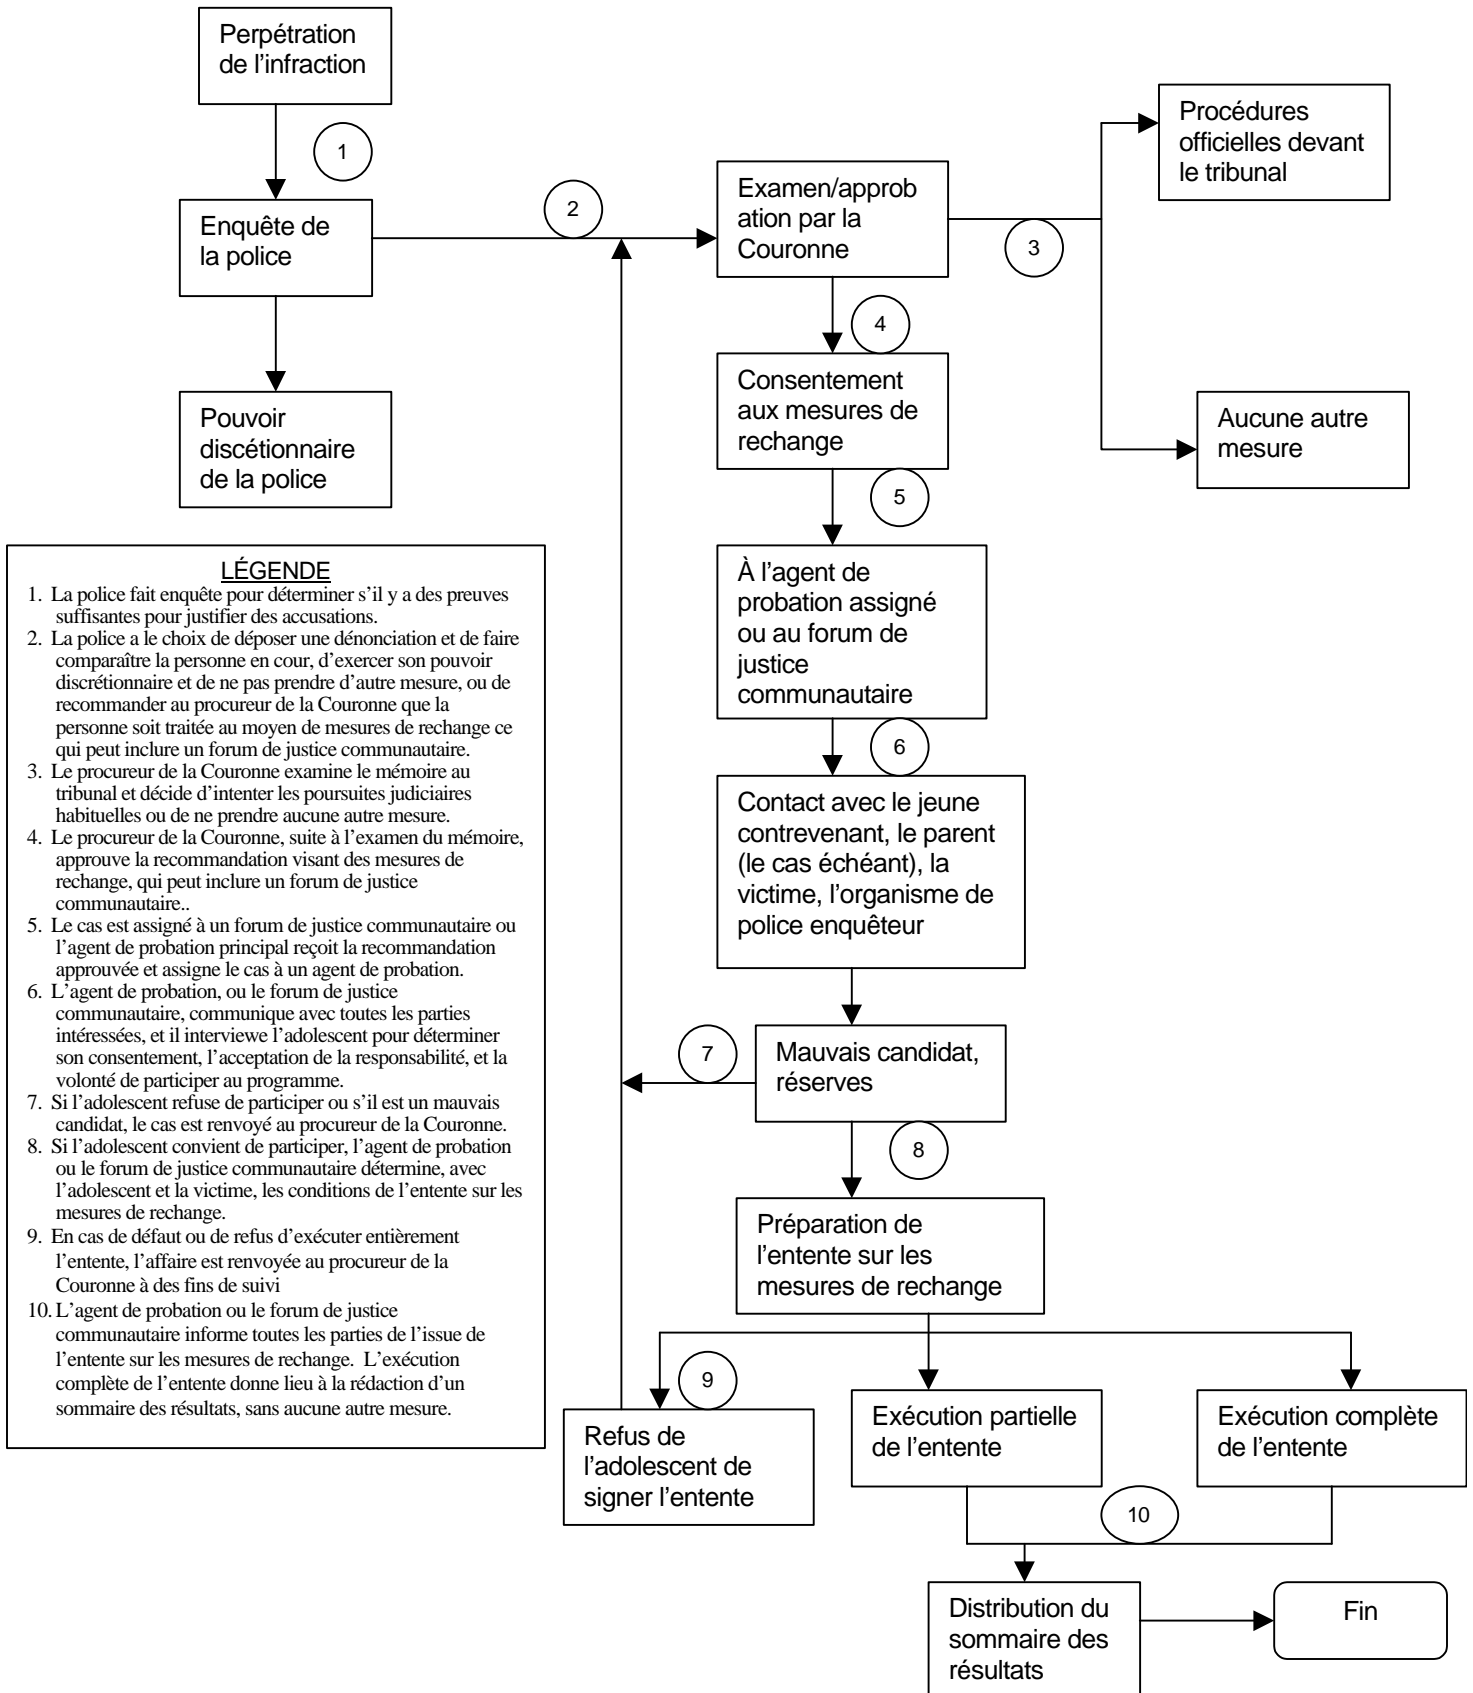 Perpétration
de l’infraction
1
Enquête de
la police
2
Examen/approb
ation par la
Couronne
3
Procédures
officielles devant
le tribunal
4
Pouvoir
discétionnaire
de la police
Consentement
aux mesures de
rechange
Aucune autre
mesure
5
À l’agent de
probation assigné
ou au forum de
justice
communautaire
6
Contact avec le jeune
contrevenant, le parent
(le cas échéant), la
victime, l’organisme de
police enquêteur
7
Mauvais candidat,
réserves
8
Préparation de
l’entente sur les
mesures de rechange
9
Refus de
l’adolescent de
signer l’entente
Exécution partielle
de l’entente
Exécution complète
de l’entente
10
Distribution du
sommaire des
résultats
Fin
LÉGENDE
1. La police fait enquête pour déterminer s’il y a des preuves
suffisantes pour justifier des accusations.
2. La police a le choix de déposer une dénonciation et de faire
comparaître la personne en cour, d’exercer son pouvoir
discrétionnaire et de ne pas prendre d’autre mesure, ou de
recommander au procureur de la Couronne que la
personne soit traitée au moyen de mesures de rechange ce
qui peut inclure un forum de justice communautaire.
3. Le procureur de la Couronne examine le mémoire au
tribunal et décide d’intenter les poursuites judiciaires
habituelles ou de ne prendre aucune autre mesure.
4. Le procureur de la Couronne, suite à l’examen du mémoire,
approuve la recommandation visant des mesures de
rechange, qui peut inclure un forum de justice
communautaire..
5. Le cas est assigné à un forum de justice communautaire ou
l’agent de probation principal reçoit la recommandation
approuvée et assigne le cas à un agent de probation.
6. L’agent de probation, ou le forum de justice
communautaire, communique avec toutes les parties
intéressées, et il interviewe l’adolescent pour déterminer
son consentement, l’acceptation de la responsabilité, et la
volonté de participer au programme.
7. Si l’adolescent refuse de participer ou s’il est un mauvais
candidat, le cas est renvoyé au procureur de la Couronne.
8. Si l’adolescent convient de participer, l’agent de probation
ou le forum de justice communautaire détermine, avec
l’adolescent et la victime, les conditions de l’entente sur les
mesures de rechange.
9. En cas de défaut ou de refus d’exécuter entièrement
l’entente, l’affaire est renvoyée au procureur de la
Couronne à des fins de suivi
10. L’agent de probation ou le forum de justice
communautaire informe toutes les parties de l’issue de
l’entente sur les mesures de rechange. L’exécution
complète de l’entente donne lieu à la rédaction d’un
sommaire des résultats, sans aucune autre mesure.